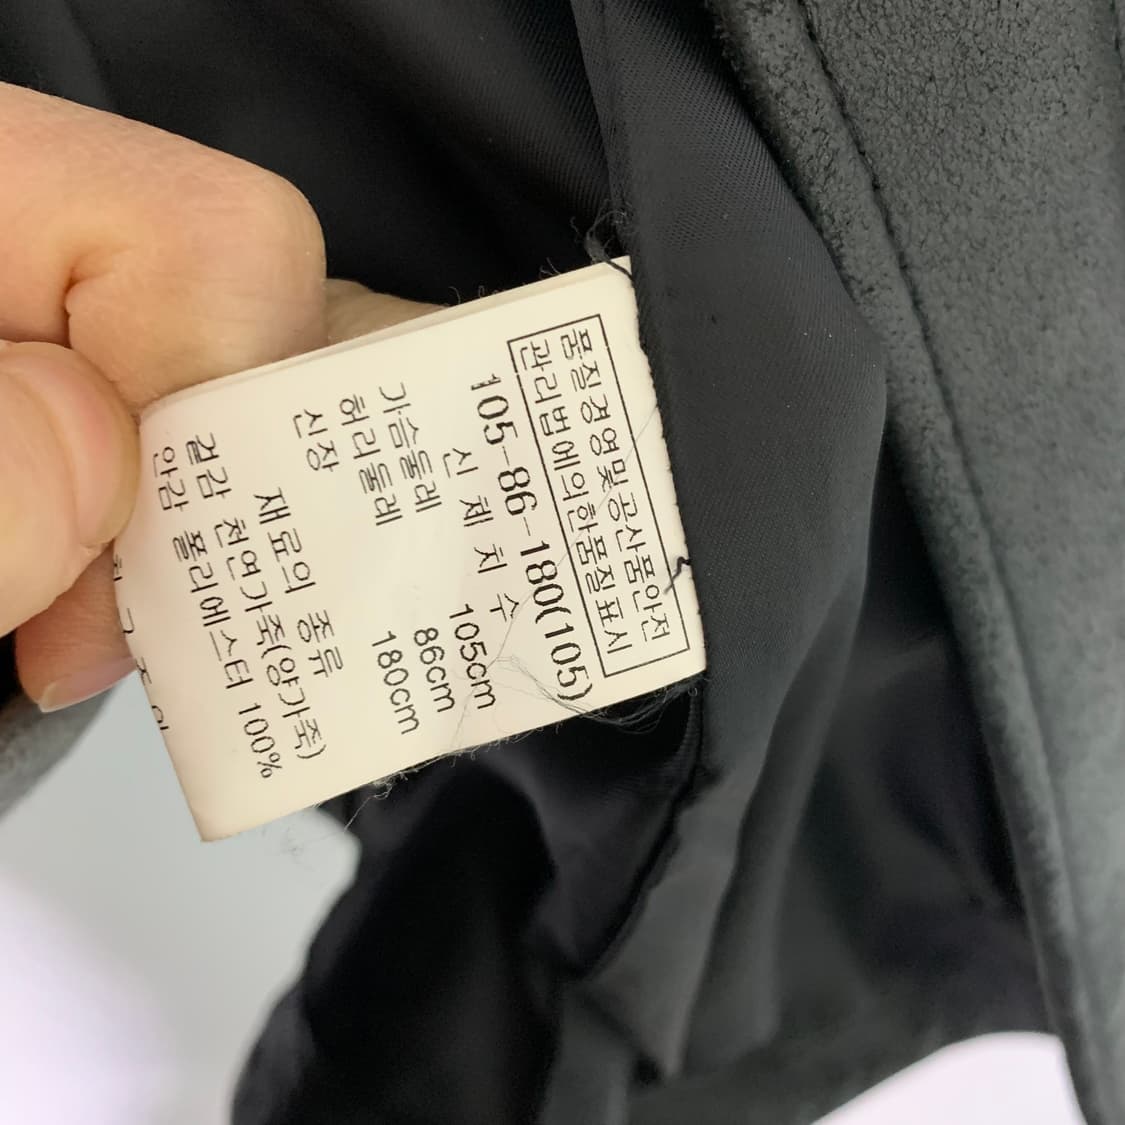 품질경영및공산품안전
관리법에의한품질표시
105-86-180(105)
신 체 치 수
가슴둘레 105cm
허리둘레 86cm
신장 180cm
재료의 종류
겉감 천연가죽(양가죽)
안감 폴리에스터 100%